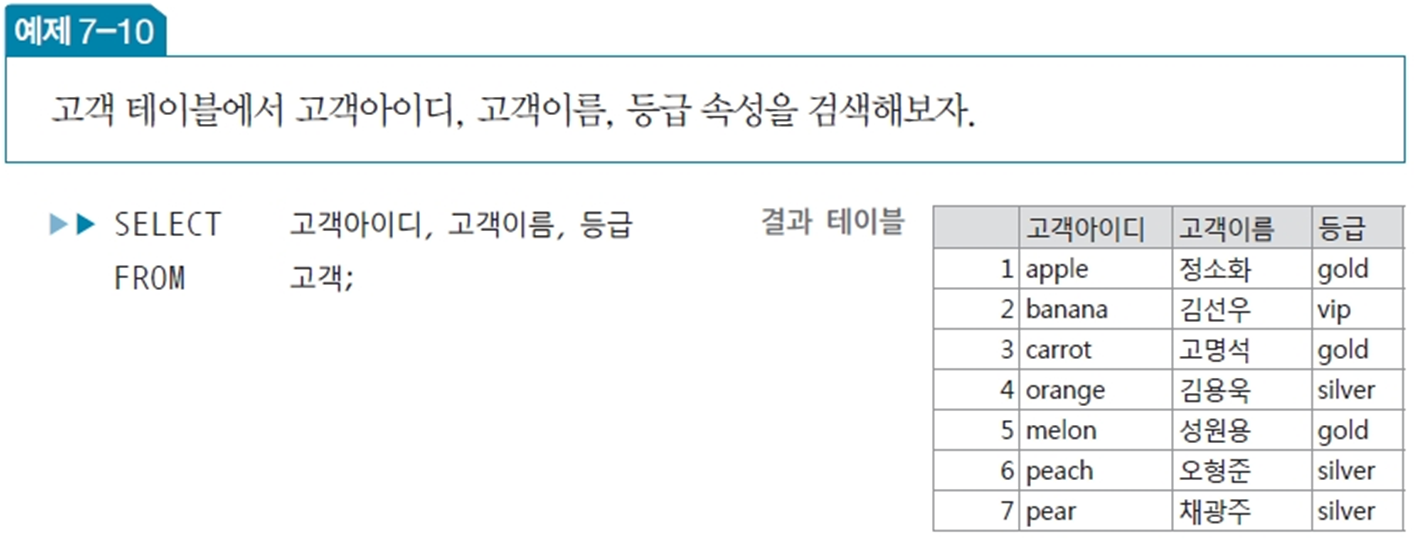 예제 7-10
고객 테이블에서 고객아이디, 고객이름, 등급 속성을 검색해보자.
▶▶ SELECT 고객아이디, 고객이름, 등급
FROM 고객;
결과 테이블
고객아이디 고객이름 등급
1 apple 정소화 gold
2 banana 김선우 vip
3 carrot 고명석 gold
4 orange 김용욱 silver
5 melon 성원용 gold
6 peach 오형준 silver
7 pear 채광주 silver